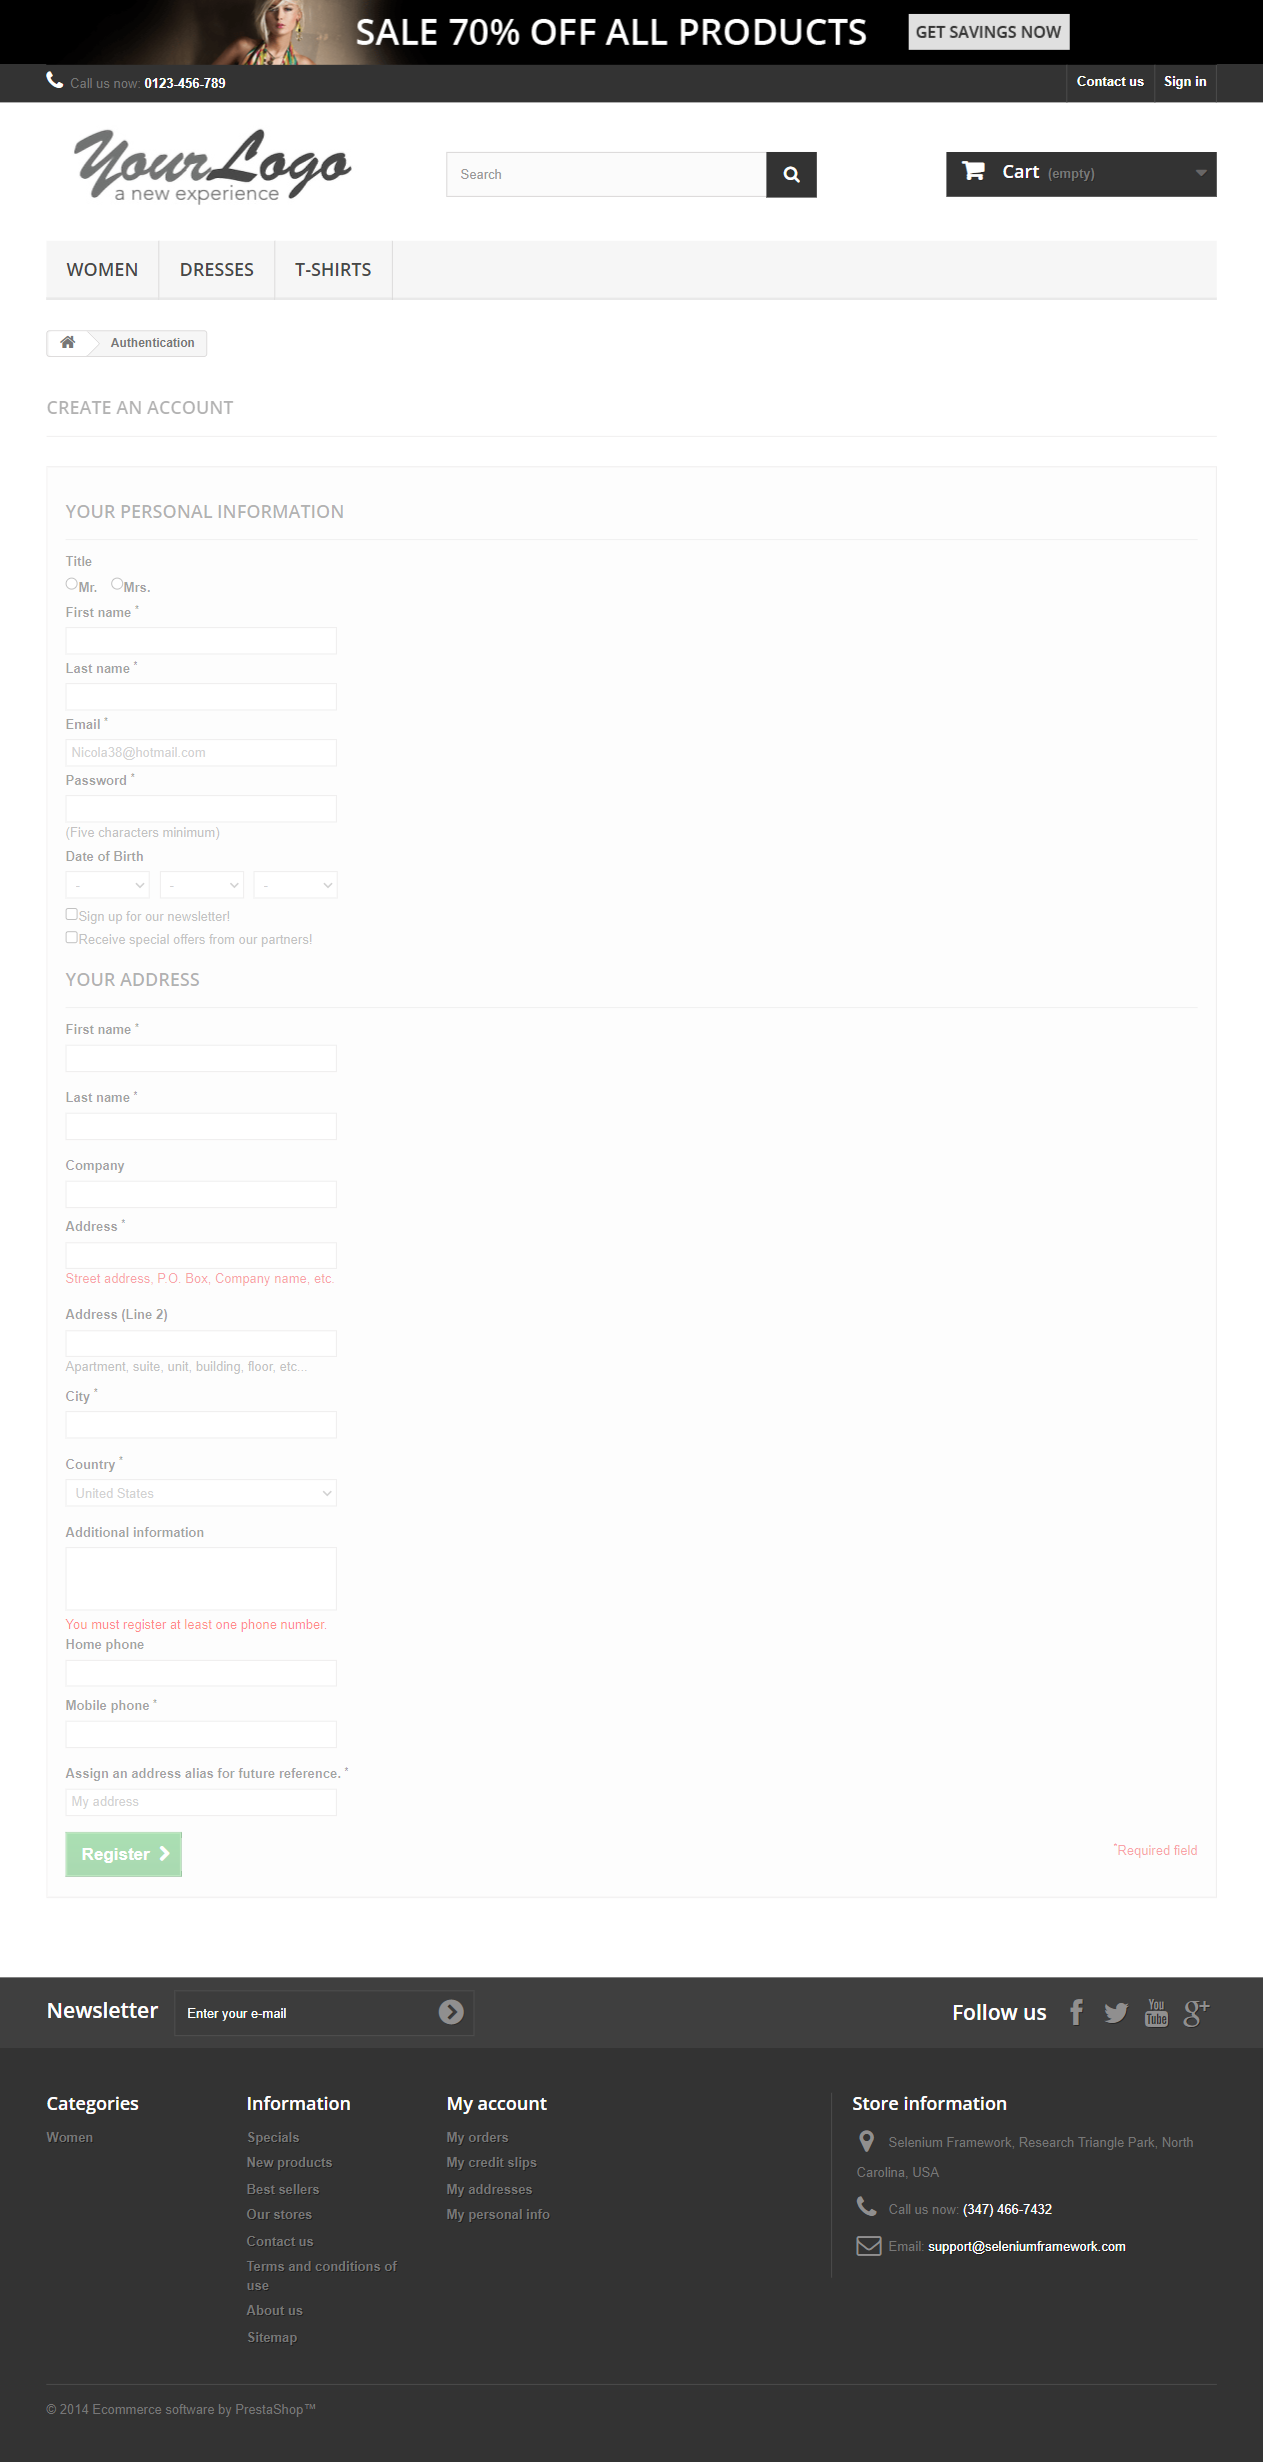 SALE 70% OFF ALL PRODUCTS GET SAVINGS NOW
Call us now: 0123-456-789 Contact us Sign in
YourLogo
a new experience
Search
Cart (empty)
WOMEN DRESSES T-SHIRTS
Authentication
CREATE AN ACCOUNT
YOUR PERSONAL INFORMATION
Title
Mr. Mrs.
First name *
Last name *
Email *
Nicola38@hotmail.com
Password *
(Five characters minimum)
Date of Birth
- - -
Sign up for our newsletter!
Receive special offers from our partners!
YOUR ADDRESS
First name *
Last name *
Company
Address *
Street address, P.O. Box, Company name, etc.
Address (Line 2)
Apartment, suite, unit, building, floor, etc...
City *
Country *
United States
Additional information
You must register at least one phone number.
Home phone
Mobile phone *
Assign an address alias for future reference. *
My address
Register
*Required field
Newsletter Enter your e-mail Follow us You Tube
Categories
Women
Information
Specials
New products
Best sellers
Our stores
Contact us
Terms and conditions of
use
About us
Sitemap
My account
My orders
My credit slips
My addresses
My personal info
Store information
Selenium Framework, Research Triangle Park, North
Carolina, USA
Call us now: (347) 466-7432
Email: support@seleniumframework.com
© 2014 Ecommerce software by PrestaShop™